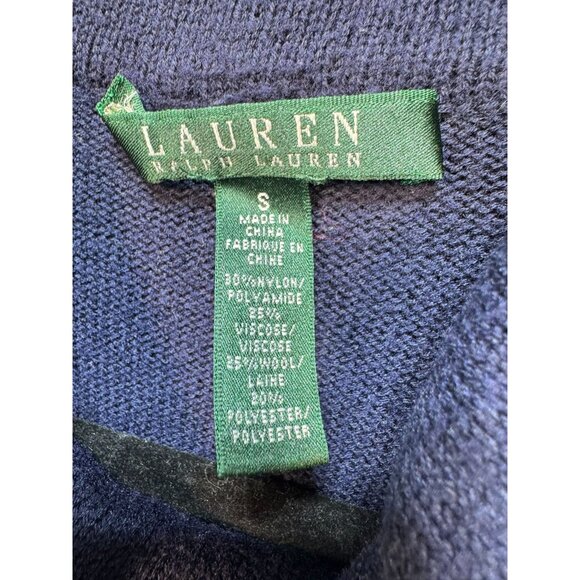 LAUREN
RALPH LAUREN
S
MADE IN
CHINA
FABRIQUE EN
CHINE
30%NYLON/
POLYAMIDE
25%
VISCOSE/
VISCOSE
25%WOOL/
LAINE
20%
POLYESTER/
POLYESTER